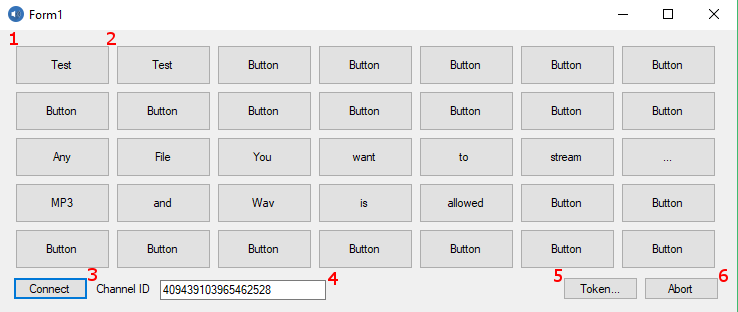 Form1
1 2
Test Test Button Button Button Button Button
Button Button Button Button Button Button Button
Any File You want to stream ...
MP3 and Wav is allowed Button Button
Button Button Button Button Button Button Button
3 4 5 6
Connect Channel ID 409439103965462528 Token... Abort